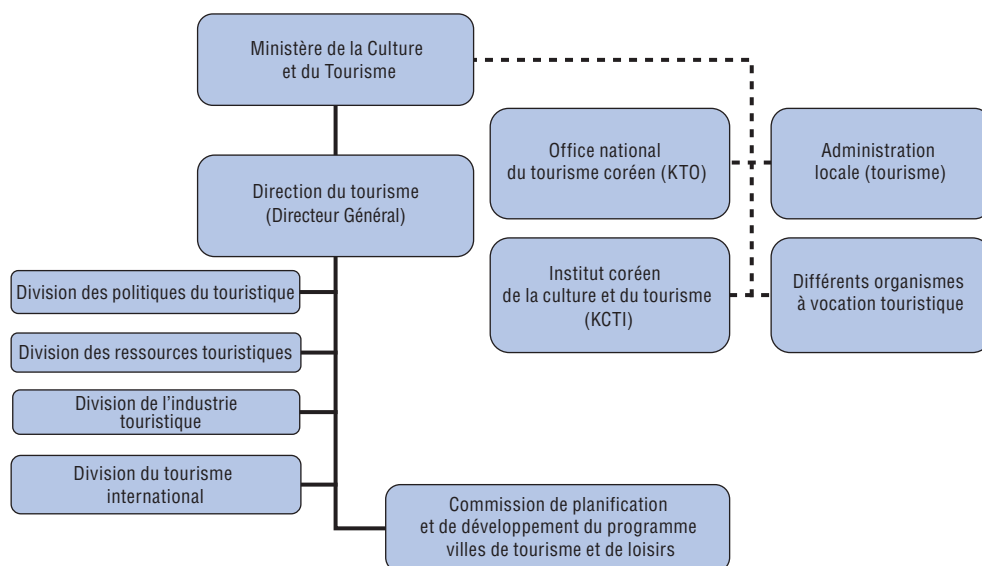 Ministère de la Culture
et du Tourisme
Office national
du tourisme coréen (KTO)
Administration
locale (tourisme)
Direction du tourisme
(Directeur Général)
Institut coréen
de la culture et du tourisme
(KCTI)
Différents organismes
à vocation touristique
Division des politiques du touristique
Division des ressources touristiques
Division de l’industrie
touristique
Division du tourisme
international
Commission de planification
et de développement du programme
villes de tourisme et de loisirs